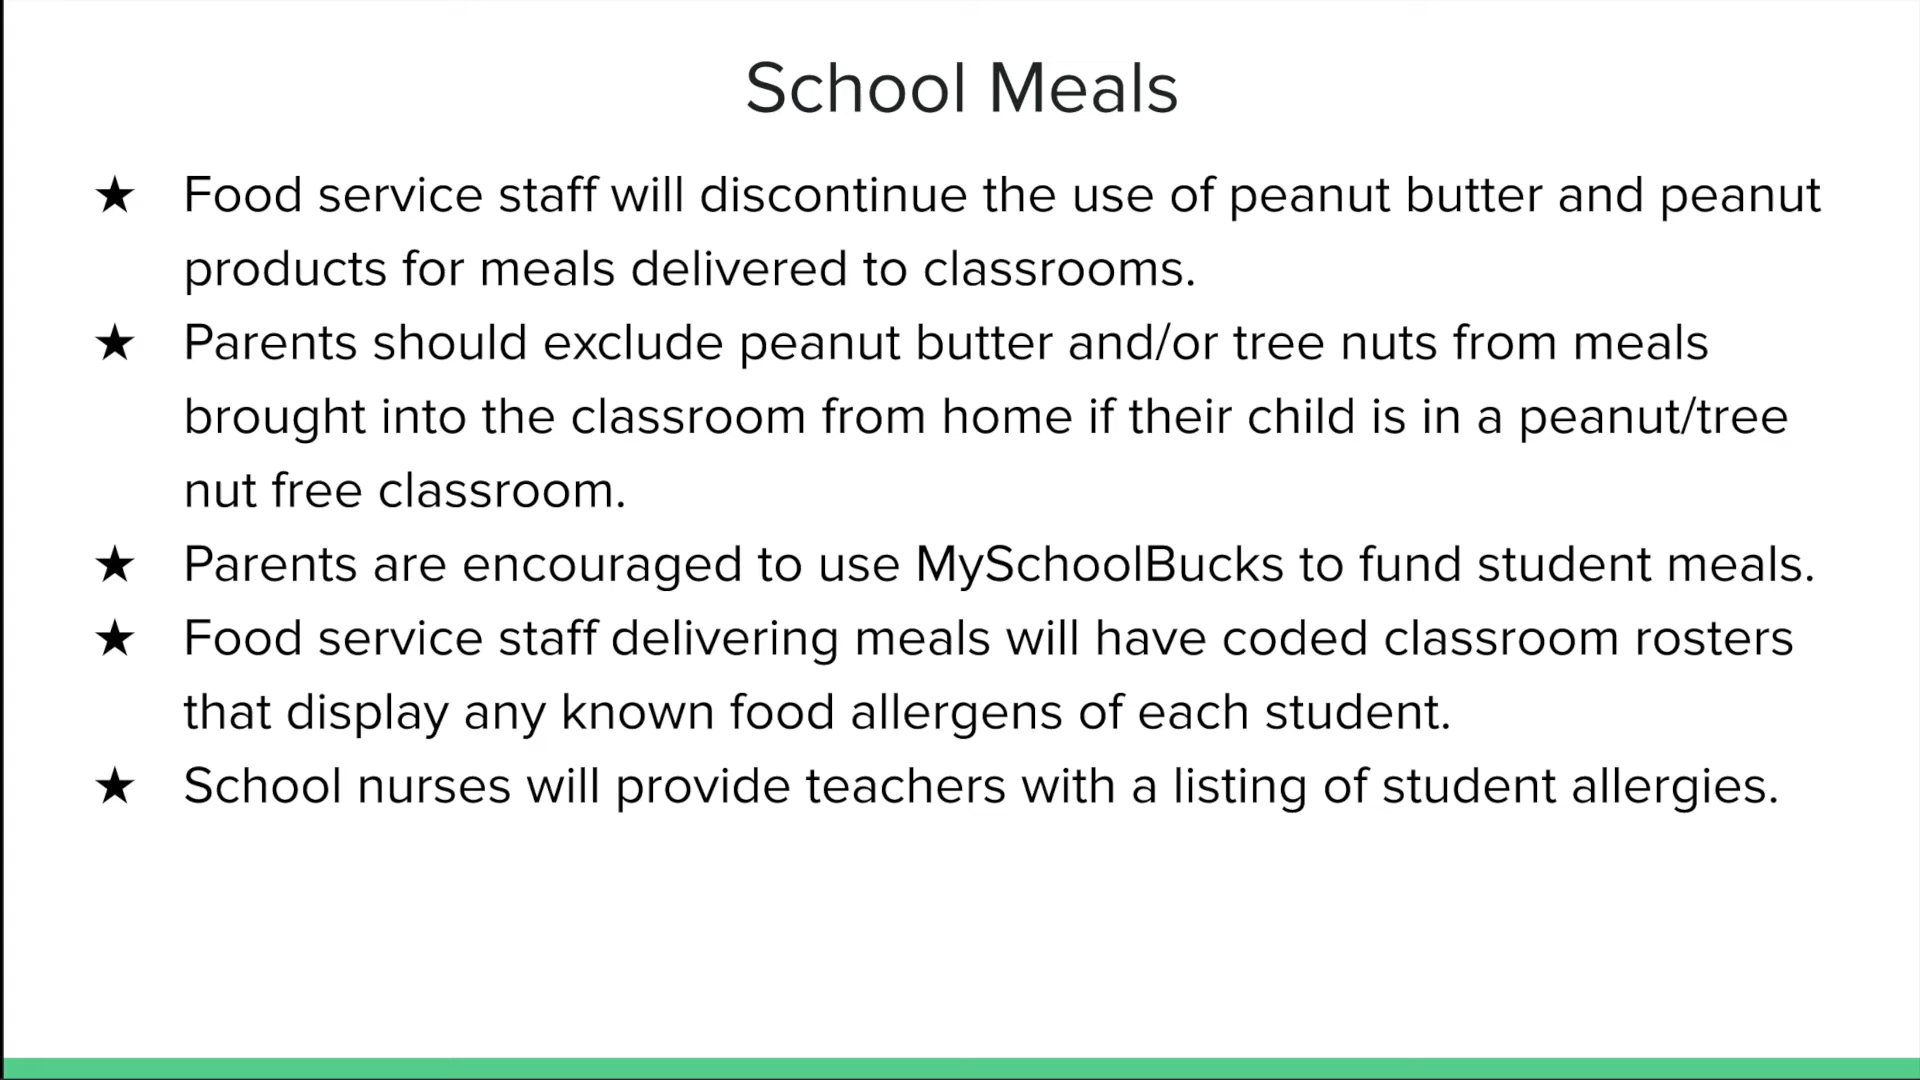 School Meals
★ Food service staff will discontinue the use of peanut butter and peanut
products for meals delivered to classrooms.
★ Parents should exclude peanut butter and/or tree nuts from meals
brought into the classroom from home if their child is in a peanut/tree
nut free classroom.
★ Parents are encouraged to use MySchoolBucks to fund student meals.
★ Food service staff delivering meals will have coded classroom rosters
that display any known food allergens of each student.
★ School nurses will provide teachers with a listing of student allergies.